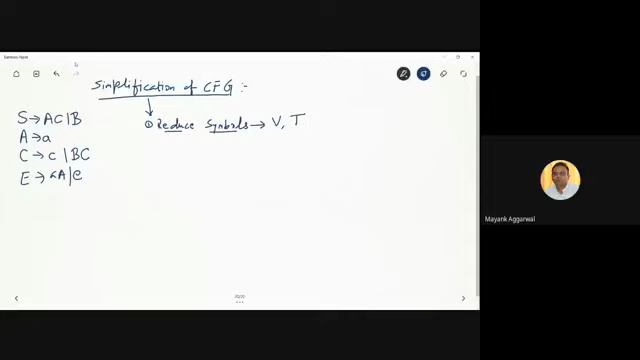 Simplification of CFG :-
① Reduce Symbols → V, T
S → AC | B
A → a
C → c | BC
E → aA | e
Mayank Aggarwal